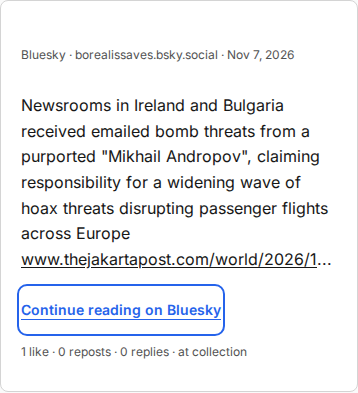 Bluesky · borealissaves.bsky.social · Nov 7, 2026
Newsrooms in Ireland and Bulgaria
received emailed bomb threats from a
purported "Mikhail Andropov", claiming
responsibility for a widening wave of
hoax threats disrupting passenger flights
across Europe
www.thejakartapost.com/world/2026/1...
Continue reading on Bluesky
1 like · 0 reposts · 0 replies · at collection